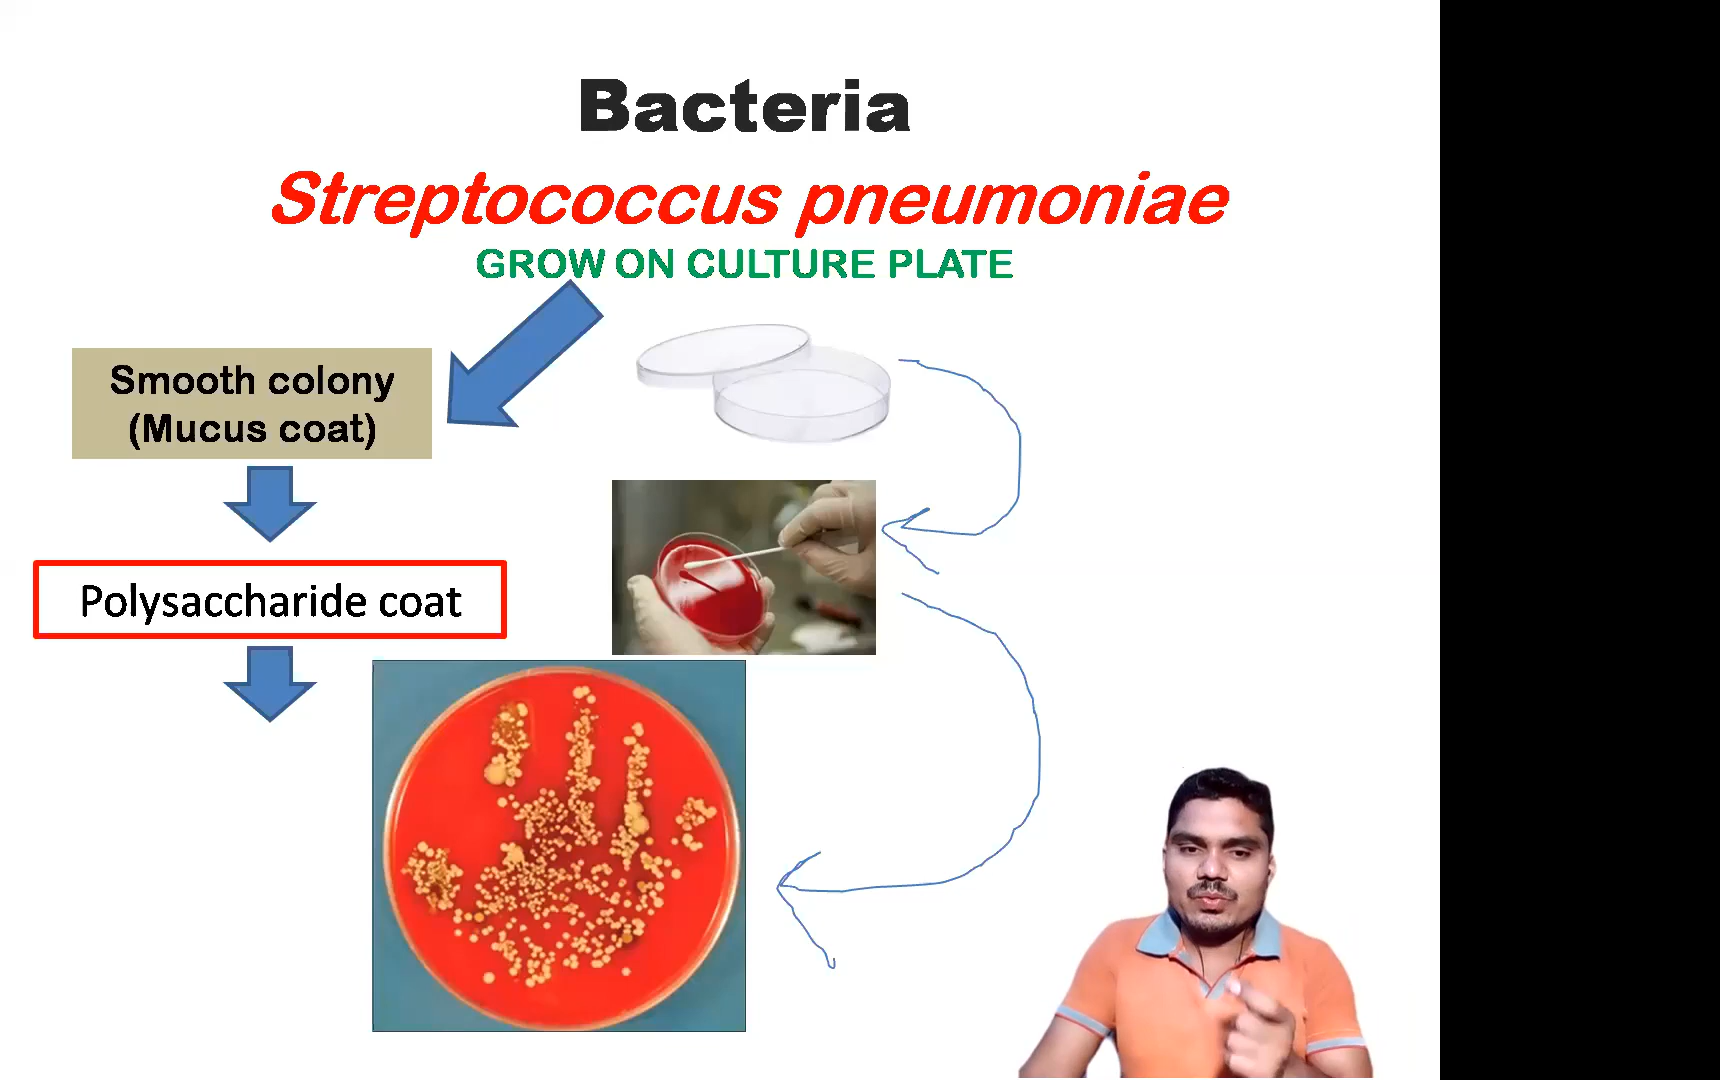 Bacteria
Streptococcus pneumoniae
GROW ON CULTURE PLATE
Smooth colony
(Mucus coat)
Polysaccharide coat